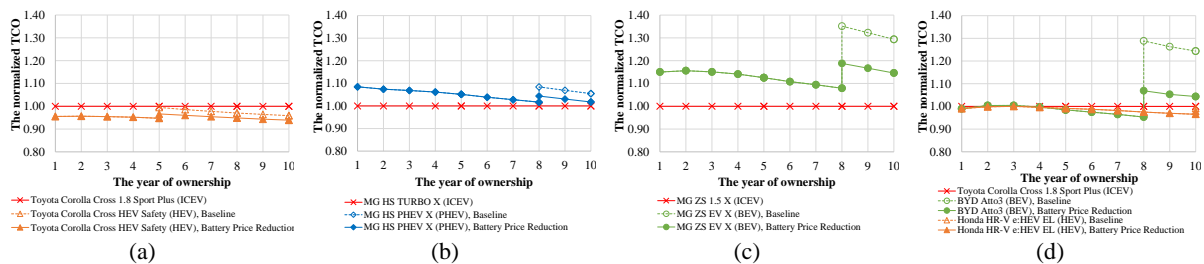 The normalized TCO
1.40
1.30
1.20
1.10
1.00
0.90
0.80
1 2 3 4 5 6 7 8 9 10
The year of ownership
Toyota Corolla Cross 1.8 Sport Plus (ICEV)
Toyota Corolla Cross HEV Safety (HEV), Baseline
Toyota Corolla Cross HEV Safety (HEV), Battery Price Reduction
(a)
The normalized TCO
1.40
1.30
1.20
1.10
1.00
0.90
0.80
1 2 3 4 5 6 7 8 9 10
The year of ownership
MG HS TURBO X (ICEV)
MG HS PHEV X (PHEV), Baseline
MG HS PHEV X (PHEV), Battery Price Reduction
(b)
The normalized TCO
1.40
1.30
1.20
1.10
1.00
0.90
0.80
1 2 3 4 5 6 7 8 9 10
The year of ownership
MG ZS 1.5 X (ICEV)
MG ZS EV X (BEV), Baseline
MG ZS EV X (BEV), Battery Price Reduction
(c)
The normalized TCO
1.40
1.30
1.20
1.10
1.00
0.90
0.80
1 2 3 4 5 6 7 8 9 10
The year of ownership
Toyota Corolla Cross 1.8 Sport Plus (ICEV)
BYD Atto3 (BEV), Baseline
BYD Atto3 (BEV), Battery Price Reduction
Honda HR-V e:HEV EL (HEV), Baseline
Honda HR-V e:HEV EL (HEV), Battery Price Reduction
(d)